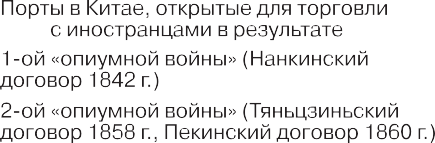 Порты в Китае, открытые для торговли
с иностранцами в результате
1-ой «опиумной войны» (Нанкинский
договор 1842 г.)
2-ой «опиумной войны» (Тяньцзиньский
договор 1858 г., Пекинский договор 1860 г.)